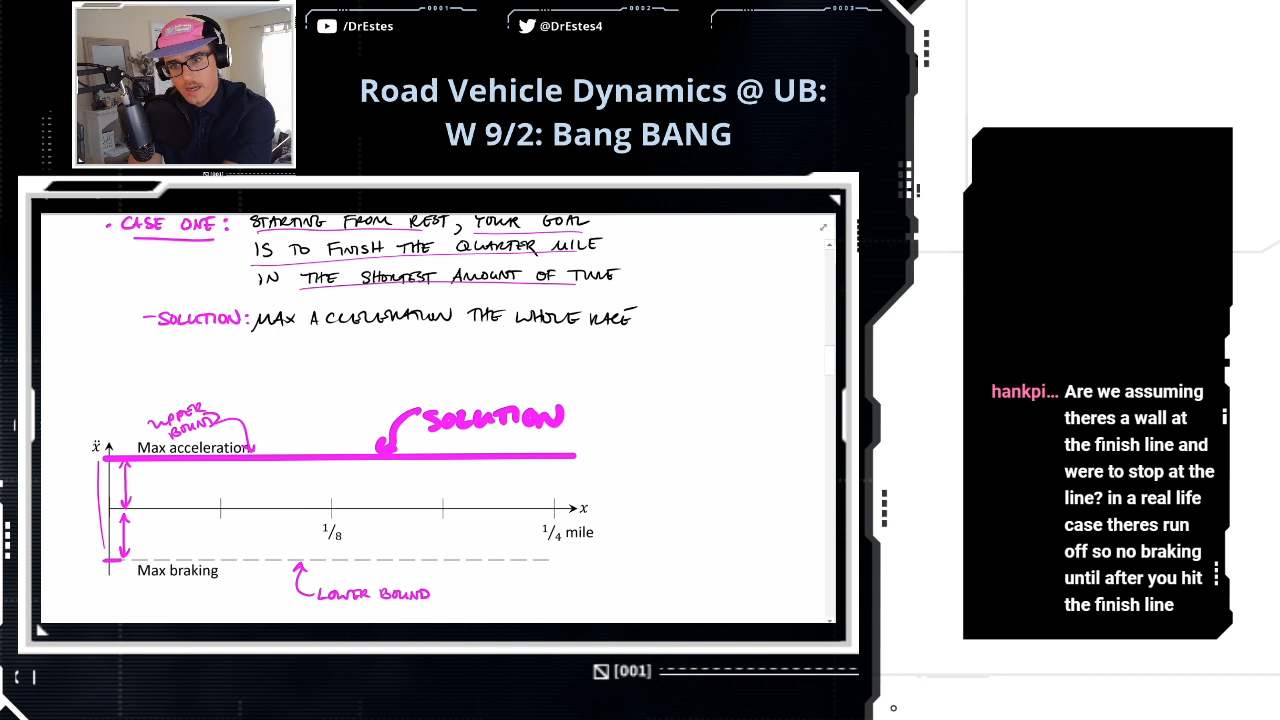 0001
0002
0003
/DrEstes
@DrEstes4
Road Vehicle Dynamics @ UB:
W 9/2: Bang BANG
[001]
• CASE ONE: STARTING FROM REST, YOUR GOAL
IS TO FINISH THE QUARTER MILE
IN THE SHORTEST AMOUNT OF TIME
- SOLUTION: MAX ACCELERATION THE WHOLE RACE
UPPER
BOUND
SOLUTION
ẍ
Max acceleration
x
1/8
1/4 mile
Max braking
LOWER BOUND
[001]
hankpi... Are we assuming
theres a wall at
the finish line and
were to stop at the
line? in a real life
case theres run
off so no braking
until after you hit
the finish line